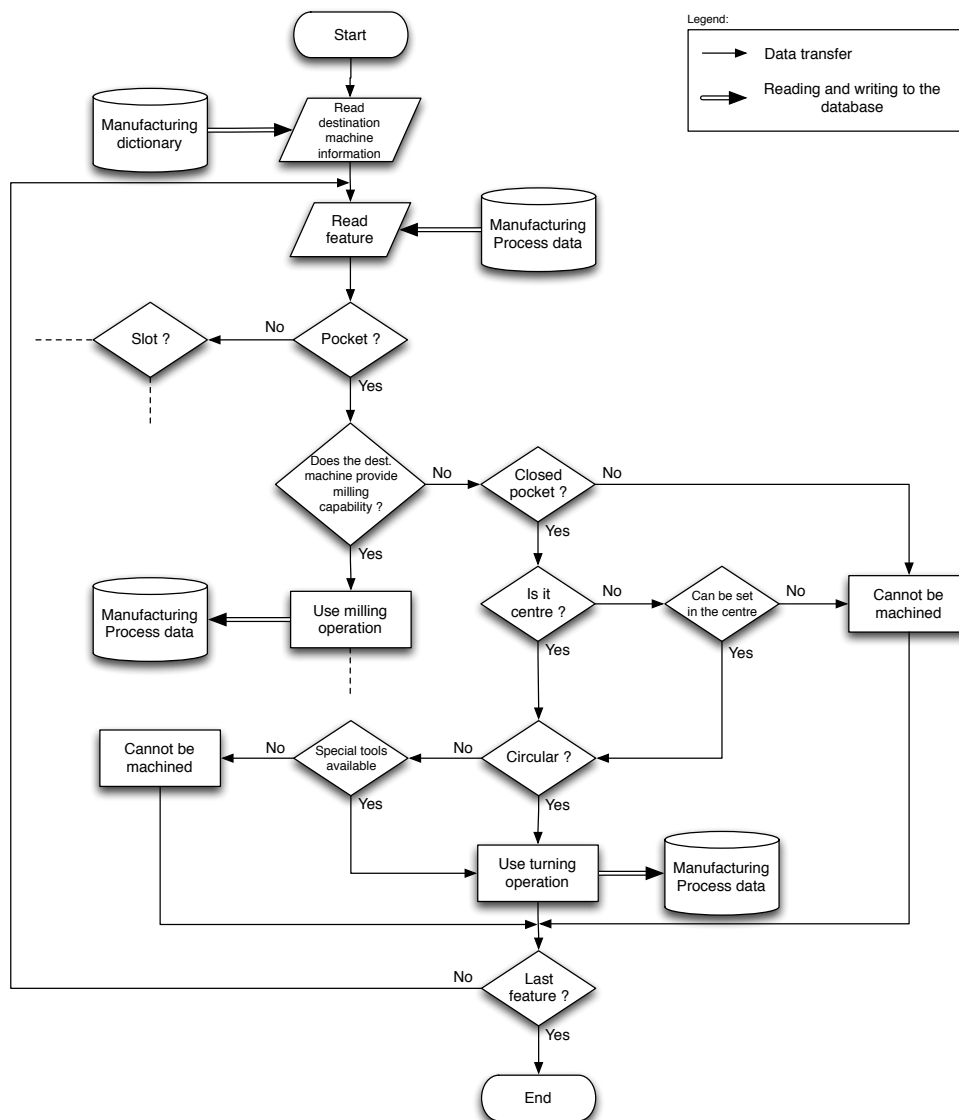 Start
Legend:
Data transfer
Reading and writing to the
database
Manufacturing
dictionary
Read
destination
machine
information
Read
feature
Manufacturing
Process data
Slot ?
No
Pocket ?
Yes
Does the dest.
machine provide
milling
capability ?
No
Closed
pocket ?
No
Yes
Yes
Manufacturing
Process data
Use milling
operation
Is it
centre ?
No
Can be set
in the centre
No
Cannot be
machined
Yes
Yes
Cannot be
machined
No
Special tools
available
No
Circular ?
Yes
Yes
Use turning
operation
Manufacturing
Process data
No
Last
feature ?
Yes
End